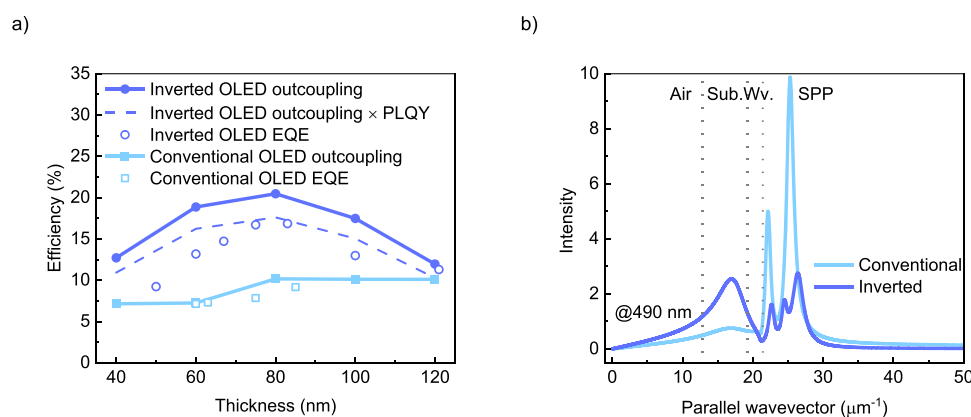 a)
35
30
25
20
15
10
5
0
Efficiency (%)
Inverted OLED outcoupling
Inverted OLED outcoupling × PLQY
Inverted OLED EQE
Conventional OLED outcoupling
Conventional OLED EQE
40 60 80 100 120
Thickness (nm)
b)
10
8
6
4
2
0
Intensity
Air Sub. Wv. SPP
Conventional
Inverted
@490 nm
0 10 20 30 40 50
Parallel wavevector (μm⁻¹)